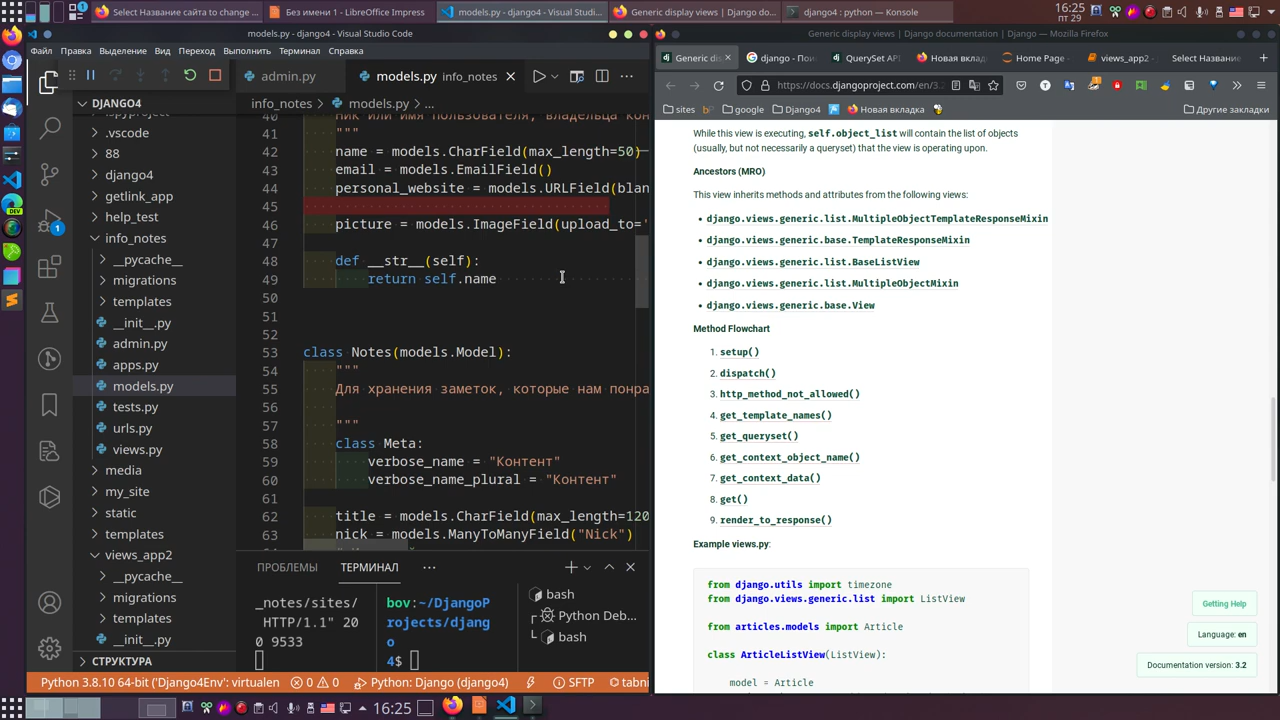 Select Название сайта to change ...
Без имени 1 - LibreOffice Impress
models.py - django4 - Visual Studi...
Generic display views | Django do...
django4 : python — Konsole
16:25
пт 29
models.py - django4 - Visual Studio Code
Generic display views | Django documentation | Django — Mozilla Firefox
Файл Правка Выделение Вид Переход Выполнить Терминал Справка
admin.py
models.py info_notes
Generic dis
django - Пои
QuerySet API
Новая вклад
Home Page -
views_app2 -
Select Название
https://docs.djangoproject.com/en/3.2
sites
google
Django4
Новая вкладка
Другие закладки
DJANGO4
.vscode
88
django4
getlink_app
help_test
info_notes
__pycache__
migrations
templates
__init__.py
admin.py
apps.py
models.py
tests.py
urls.py
views.py
media
my_site
static
templates
views_app2
__pycache__
migrations
templates
__init__.py
СТРУКТУРА
info_notes > models.py > ...
40 ник или имя пользователя, владельца кон
41 """
42 name = models.CharField(max_length=50)
43 email = models.EmailField()
44 personal_website = models.URLField(blan
45
46 picture = models.ImageField(upload_to='
47
48 def __str__(self):
49 return self.name
50
51
52
53 class Notes(models.Model):
54 """
55 Для хранения заметок, которые нам понра
56
57 """
58 class Meta:
59 verbose_name = "Контент"
60 verbose_name_plural = "Контент"
61
62 title = models.CharField(max_length=120
63 nick = models.ManyToManyField("Nick")
ПРОБЛЕМЫ ТЕРМИНАЛ
_notes/sites/
HTTP/1.1" 20
0 9533
bov:~/DjangoP
rojects/djang
o
4$
bash
Python Deb...
bash
Python 3.8.10 64-bit ('Django4Env': virtualen
0 0
Python: Django (django4)
SFTP
tabni
While this view is executing, self.object_list will contain the list of objects
(usually, but not necessarily a queryset) that the view is operating upon.
Ancestors (MRO)
This view inherits methods and attributes from the following views:
• django.views.generic.list.MultipleObjectTemplateResponseMixin
• django.views.generic.base.TemplateResponseMixin
• django.views.generic.list.BaseListView
• django.views.generic.list.MultipleObjectMixin
• django.views.generic.base.View
Method Flowchart
1. setup()
2. dispatch()
3. http_method_not_allowed()
4. get_template_names()
5. get_queryset()
6. get_context_object_name()
7. get_context_data()
8. get()
9. render_to_response()
Example views.py:
from django.utils import timezone
from django.views.generic.list import ListView
from articles.models import Article
class ArticleListView(ListView):
model = Article
Getting Help
Language: en
Documentation version: 3.2
16:25